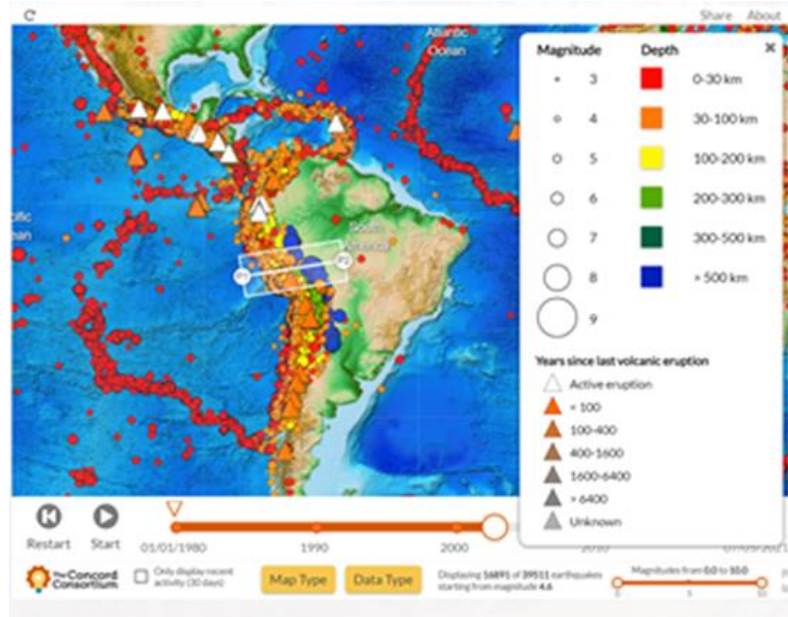 Share About
Atlantic
Ocean
Magnitude Depth ×
3 0-30 km
4 30-100 km
5 100-200 km
6 200-300 km
7 300-500 km
8 > 500 km
9
South
America
P1 P2
Years since last volcanic eruption
Active eruption
< 100
100-400
400-1600
1600-6400
> 6400
Unknown
Restart Start 01/01/1980 1990 2000 2010
The Concord
Consortium
Only display recent
activity (30 days)
Map Type Data Type
Displaying 16891 of 39511 earthquakes
starting from magnitude 4.6
Magnitudes from 0.0 to 10.0
0 5 10